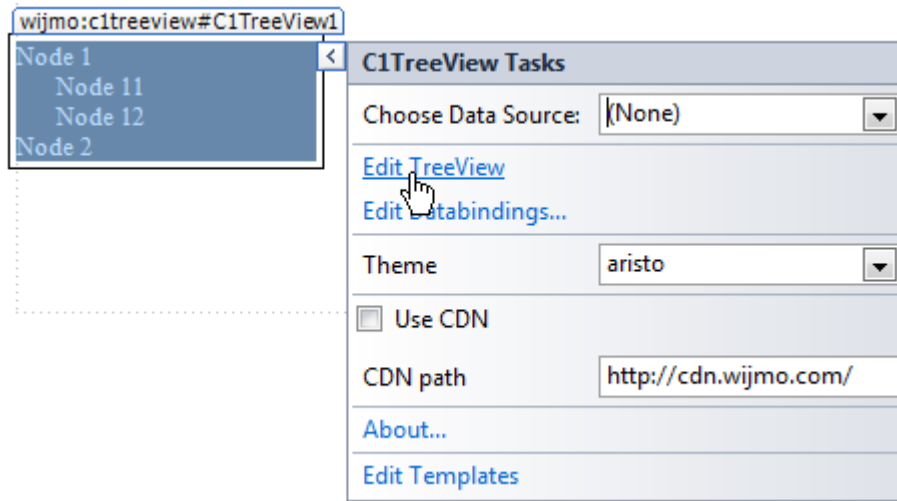 wijmo:c1treeview#C1TreeView1
Node 1
Node 11
Node 12
Node 2
C1TreeView Tasks
Choose Data Source: (None)
Edit TreeView
Edit Databindings...
Theme aristo
Use CDN
CDN path http://cdn.wijmo.com/
About...
Edit Templates